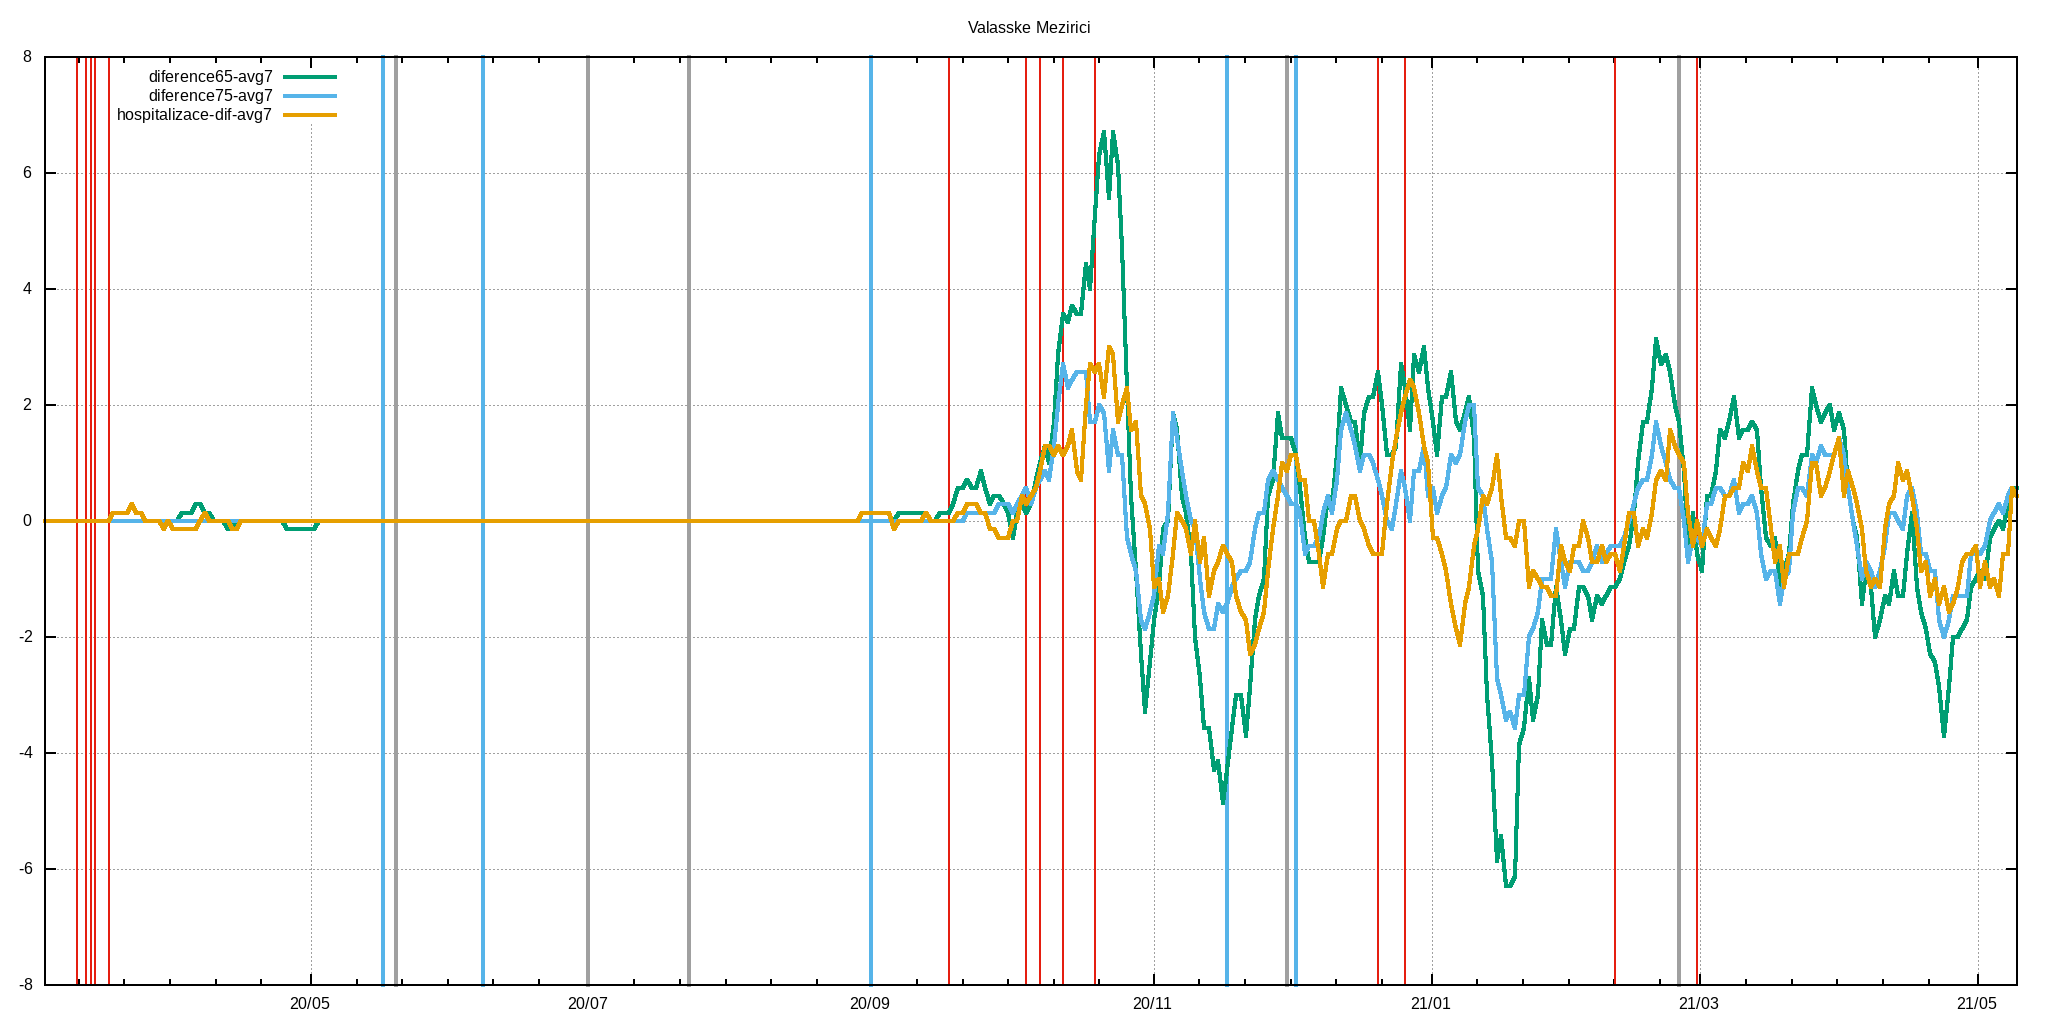 Valasske Mezirici
diference65-avg7
diference75-avg7
hospitalizace-dif-avg7
8
6
4
2
0
-2
-4
-6
-8
20/05 20/07 20/09 20/11 21/01 21/03 21/05